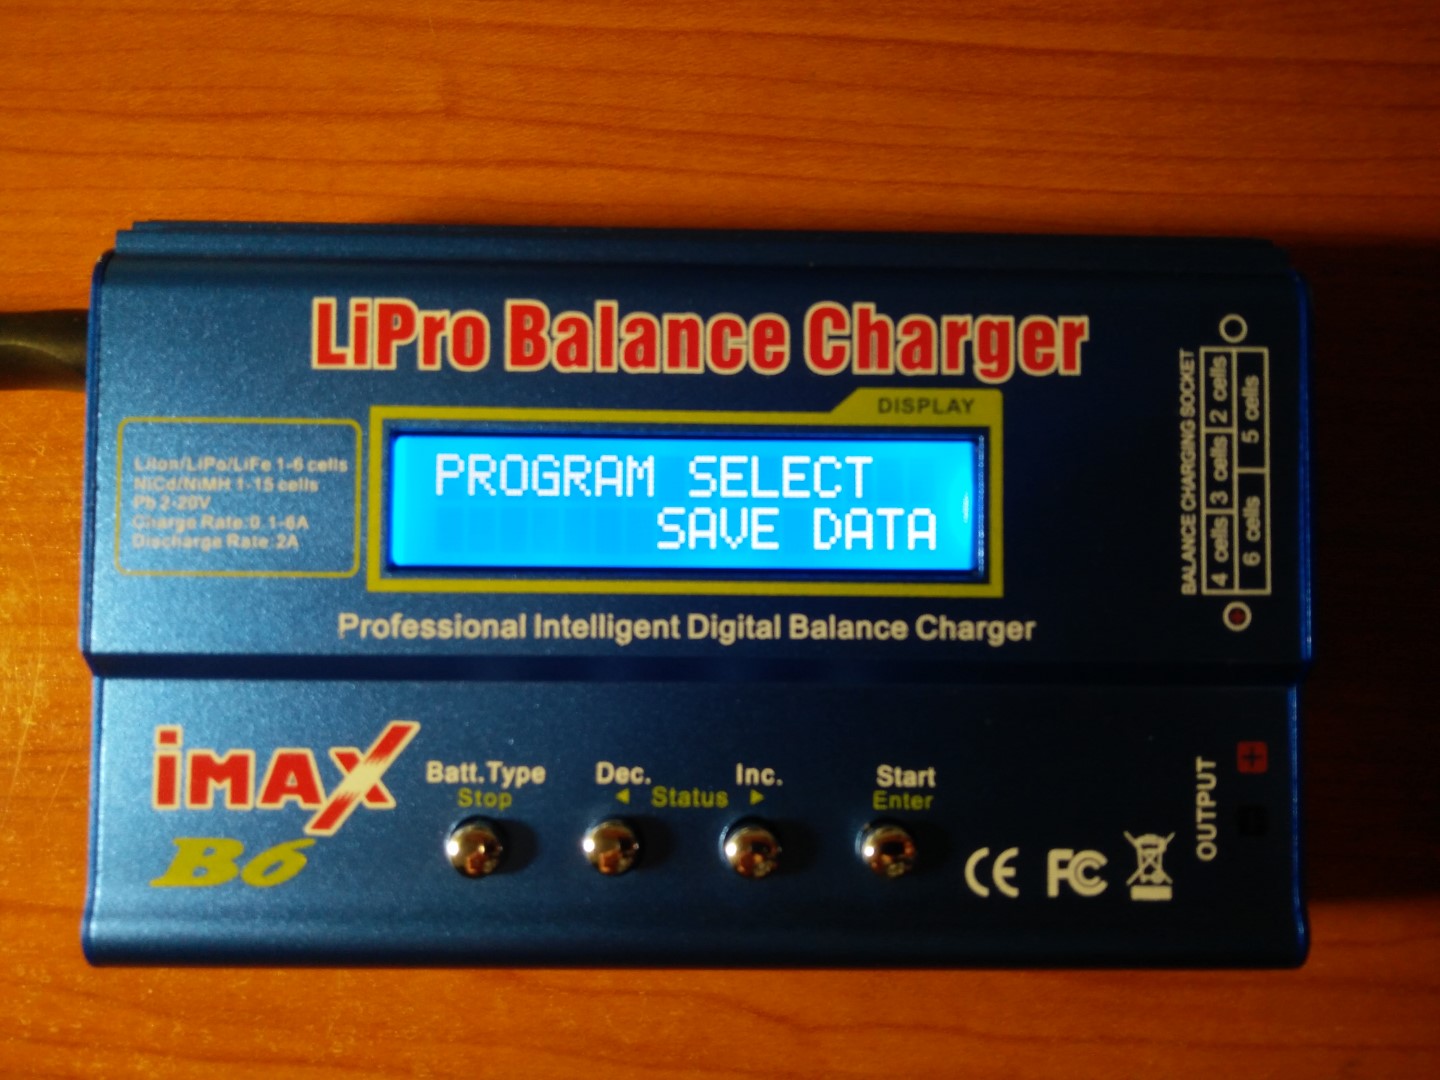 LiPro Balance Charger
DISPLAY
LiIon/LiPo/LiFe 1-6 cells
NiCd/NiMH 1-15 cells
Pb 2-20V
Charge Rate:0.1-6A
Discharge Rate:2A
PROGRAM SELECT
SAVE DATA
BALANCE CHARGING SOCKET
4 cells 3 cells 2 cells
6 cells 5 cells
Professional Intelligent Digital Balance Charger
iMAX
B6
Batt.Type
Stop
Dec. Inc.
◄ Status ►
Start
Enter
CE FC
OUTPUT
+
-